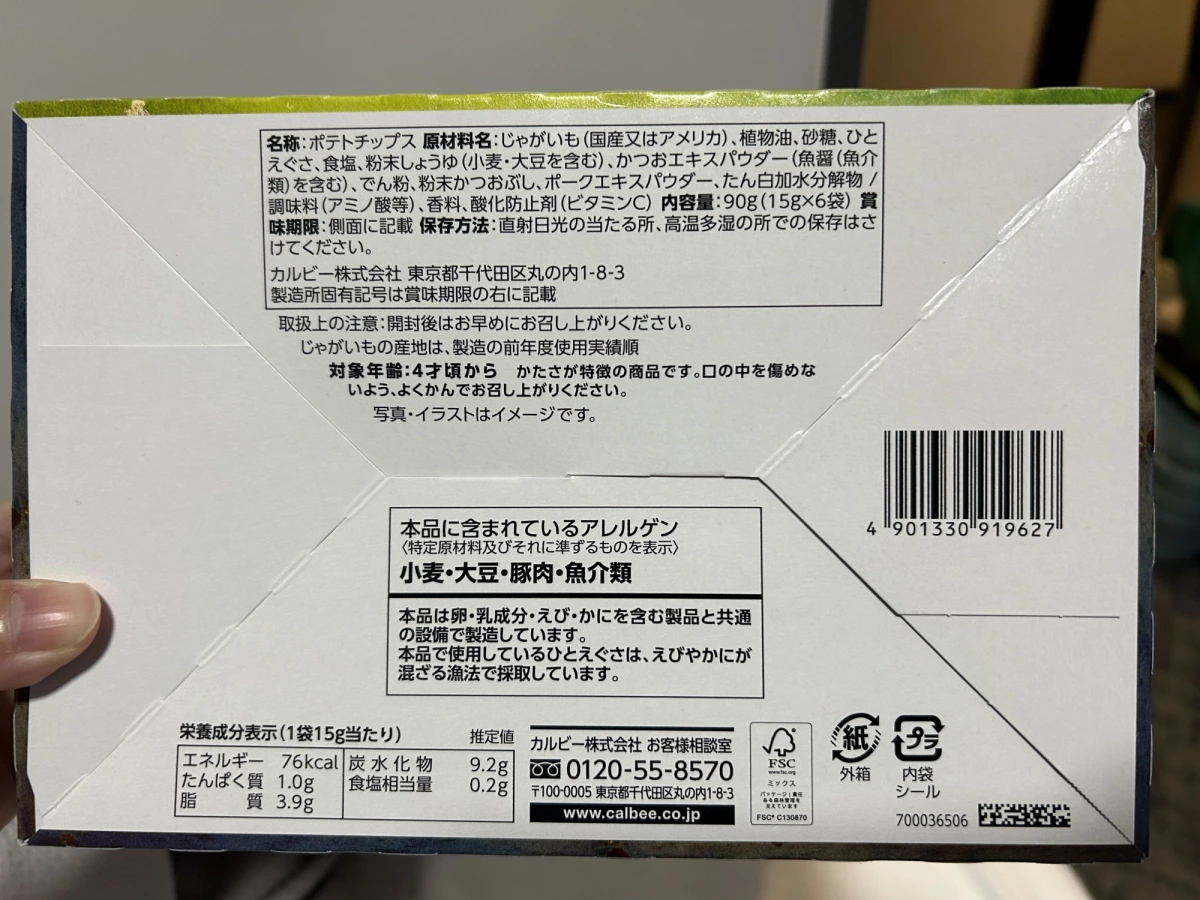 名称:ポテトチップス 原材料名:じゃがいも(国産又はアメリカ)、植物油、砂糖、ひと
えぐさ、食塩、粉末しょうゆ(小麦・大豆を含む)、かつおエキスパウダー(魚醤(魚介
類)を含む)、でん粉、粉末かつおぶし、ポークエキスパウダー、たん白加水分解物 /
調味料(アミノ酸等)、香料、酸化防止剤(ビタミンC) 内容量:90g(15g×6袋) 賞
味期限:側面に記載 保存方法:直射日光の当たる所、高温多湿の所での保存はさ
けてください。
カルビー株式会社 東京都千代田区丸の内1-8-3
製造所固有記号は賞味期限の右に記載
取扱上の注意:開封後はお早めにお召し上がりください。
じゃがいもの産地は、製造の前年度使用実績順
対象年齢:4才頃から かたさが特徴の商品です。口の中を傷めな
いよう、よくかんでお召し上がりください。
写真・イラストはイメージです。
4 901330 919627
本品に含まれているアレルゲン
〈特定原材料及びそれに準ずるものを表示〉
小麦・大豆・豚肉・魚介類
本品は卵・乳成分・えび・かにを含む製品と共通
の設備で製造しています。
本品で使用しているひとえぐさは、えびやかにが
混ざる漁法で採取しています。
栄養成分表示(1袋15g当たり) 推定値
エネルギー 76kcal 炭水化物 9.2g
たんぱく質 1.0g 食塩相当量 0.2g
脂質 3.9g
カルビー株式会社 お客様相談室
0120-55-8570
〒100-0005 東京都千代田区丸の内1-8-3
www.calbee.co.jp
FSC
www.fsc.org
ミックス
パッケージ|責任
ある森林管理を
支えています
FSC® C130870
紙
外箱
プラ
内袋
シール
700036506